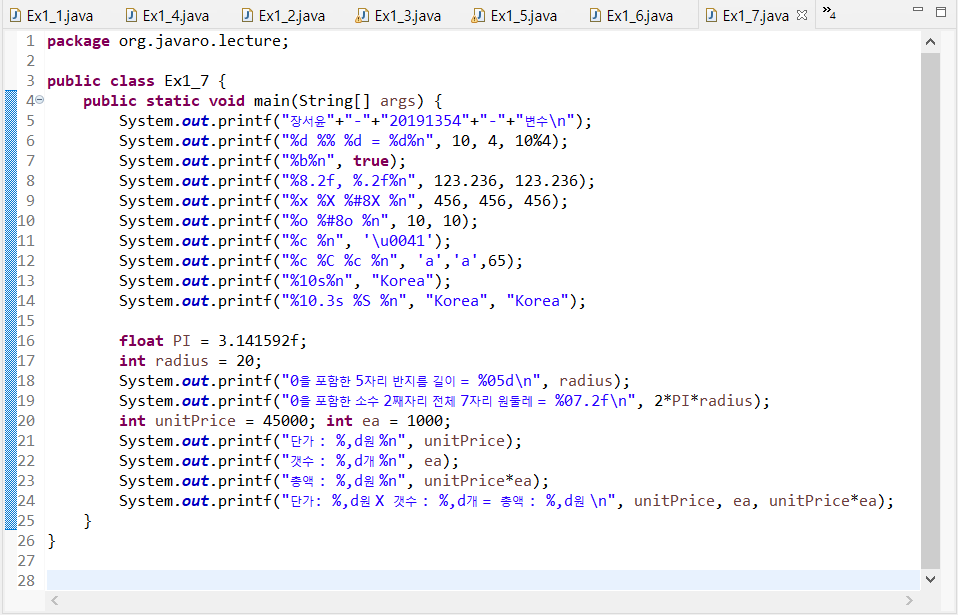 Ex1_1.java Ex1_4.java Ex1_2.java Ex1_3.java Ex1_5.java Ex1_6.java Ex1_7.java »4
1 package org.javaro.lecture;
2
3 public class Ex1_7 {
4 public static void main(String[] args) {
5 System.out.printf("장서윤"+"-"+"20191354"+"-"+"변수\n");
6 System.out.printf("%d %% %d = %d%n", 10, 4, 10%4);
7 System.out.printf("%b%n", true);
8 System.out.printf("%8.2f, %.2f%n", 123.236, 123.236);
9 System.out.printf("%x %X %#8X %n", 456, 456, 456);
10 System.out.printf("%o %#8o %n", 10, 10);
11 System.out.printf("%c %n", '\u0041');
12 System.out.printf("%c %C %c %n", 'a','a',65);
13 System.out.printf("%10s%n", "Korea");
14 System.out.printf("%10.3s %S %n", "Korea", "Korea");
15
16 float PI = 3.141592f;
17 int radius = 20;
18 System.out.printf("0을 포함한 5자리 반지름 길이 = %05d\n", radius);
19 System.out.printf("0을 포함한 소수 2째자리 전체 7자리 원둘레 = %07.2f\n", 2*PI*radius);
20 int unitPrice = 45000; int ea = 1000;
21 System.out.printf("단가 : %,d원 %n", unitPrice);
22 System.out.printf("갯수 : %,d개 %n", ea);
23 System.out.printf("총액 : %,d원 %n", unitPrice*ea);
24 System.out.printf("단가: %,d원 X 갯수 : %,d개 = 총액 : %,d원 \n", unitPrice, ea, unitPrice*ea);
25 }
26 }
27
28